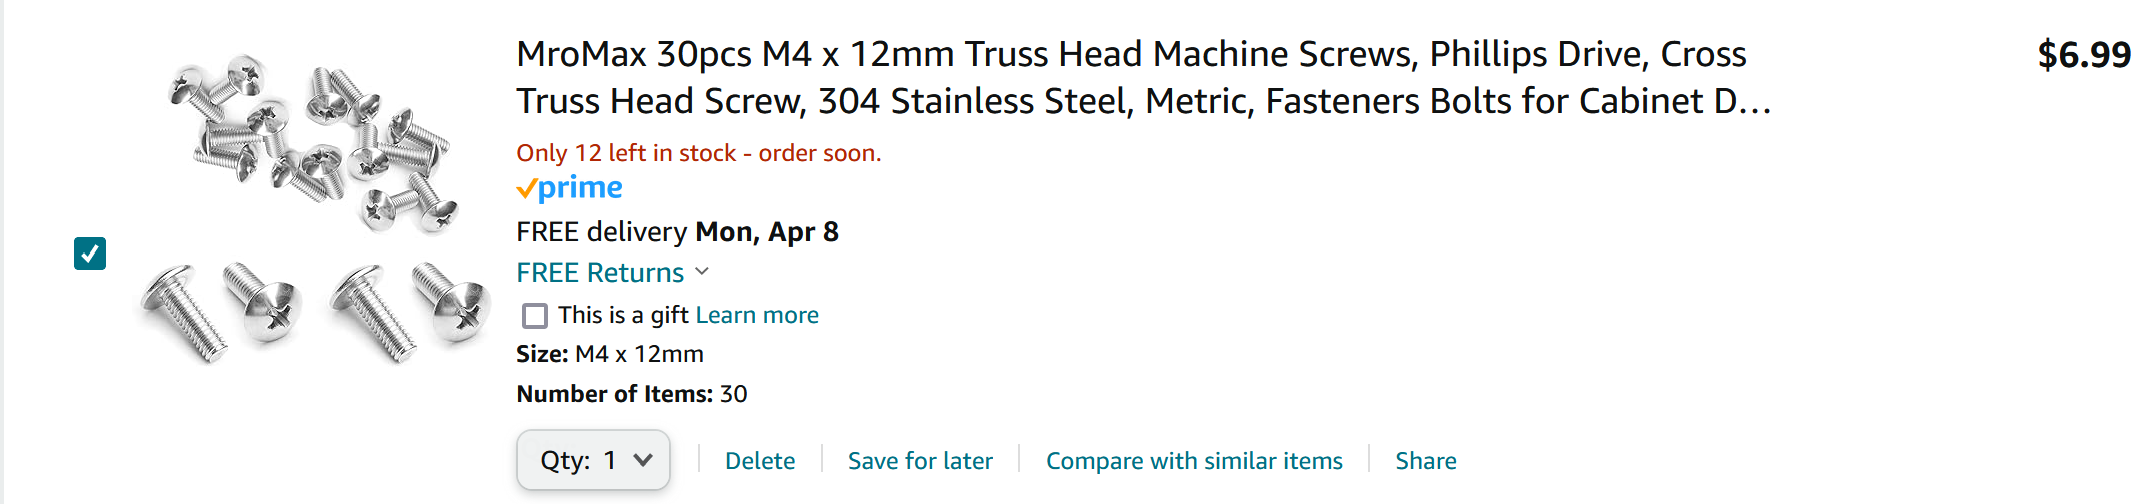 MroMax 30pcs M4 x 12mm Truss Head Machine Screws, Phillips Drive, Cross
Truss Head Screw, 304 Stainless Steel, Metric, Fasteners Bolts for Cabinet D...
$6.99
Only 12 left in stock - order soon.
prime
FREE delivery Mon, Apr 8
FREE Returns
This is a gift Learn more
Size: M4 x 12mm
Number of Items: 30
Qty: 1
Delete
Save for later
Compare with similar items
Share